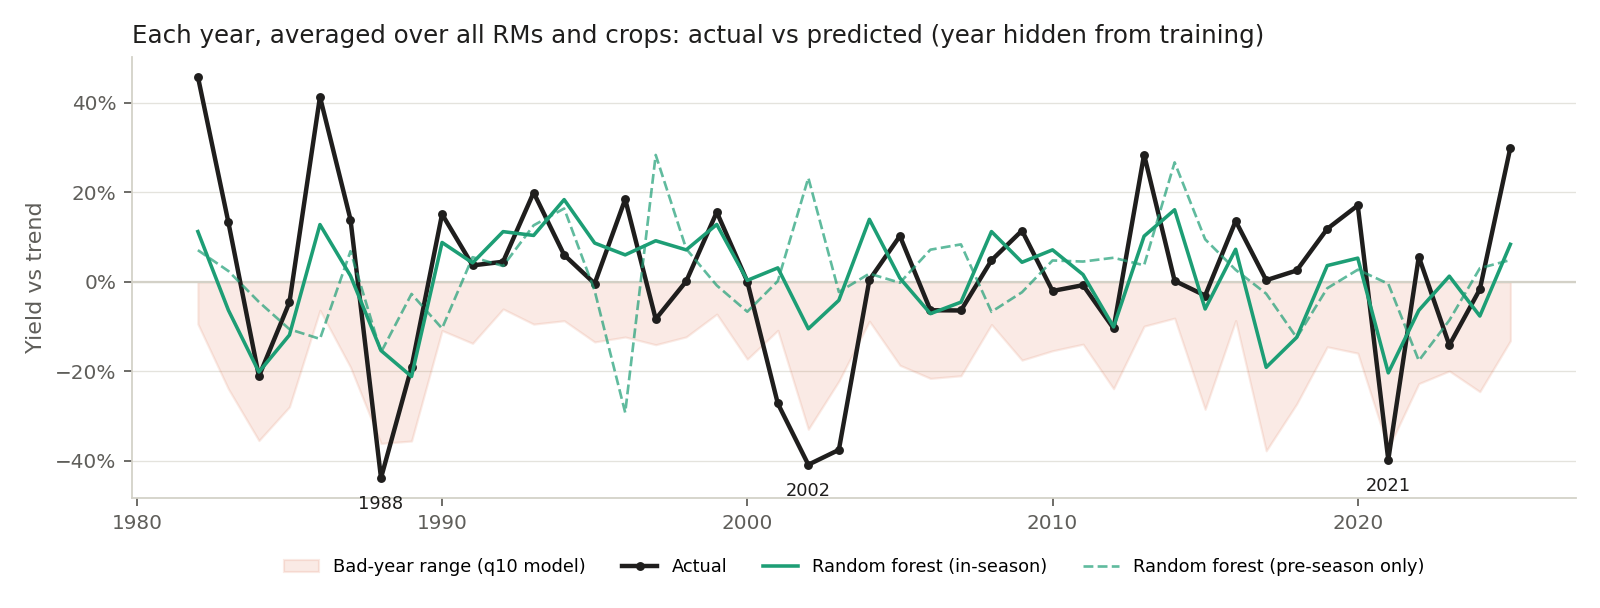 Each year, averaged over all RMs and crops: actual vs predicted (year hidden from training)
Yield vs trend
40%
20%
0%
−20%
−40%
1988
2002
2021
1980
1990
2000
2010
2020
Bad-year range (q10 model)
Actual
Random forest (in-season)
Random forest (pre-season only)